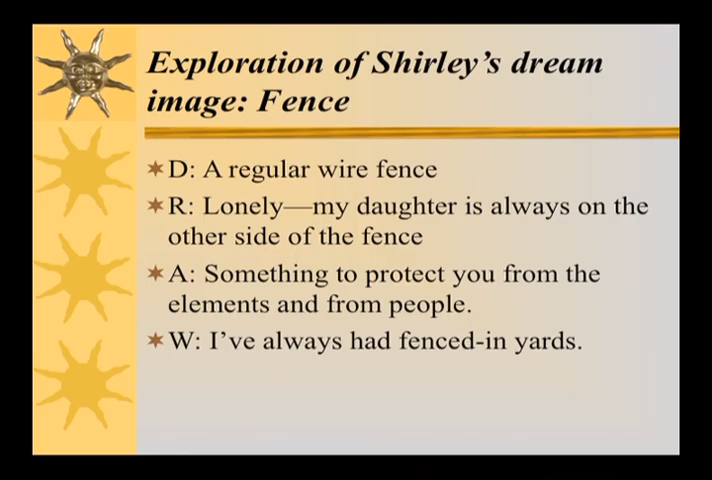 Exploration of Shirley’s dream
image: Fence
D: A regular wire fence
R: Lonely—my daughter is always on the
other side of the fence
A: Something to protect you from the
elements and from people.
W: I’ve always had fenced-in yards.